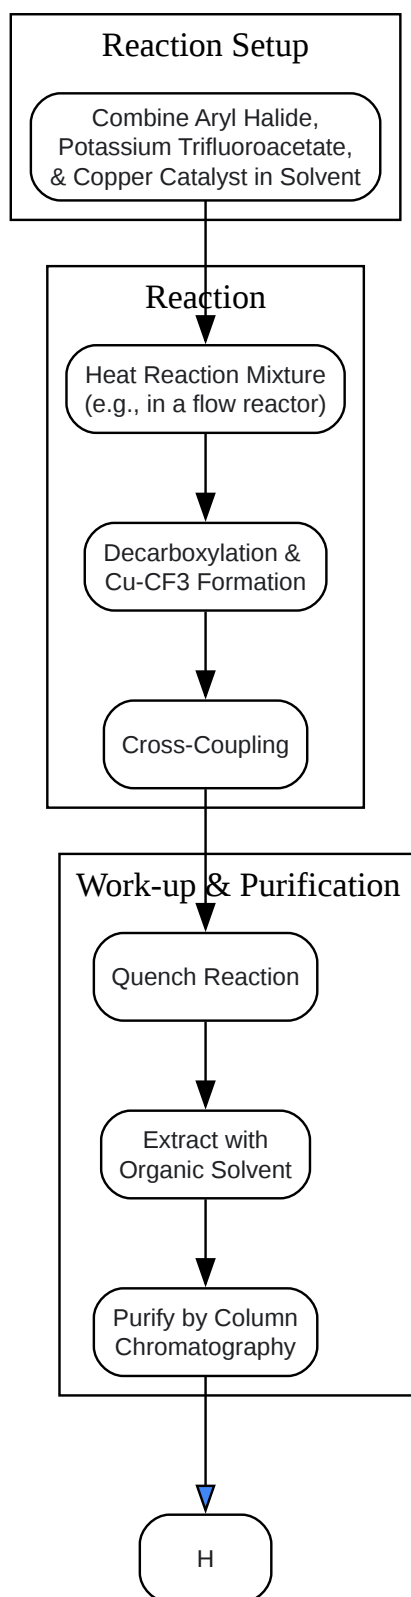 Reaction Setup
Combine Aryl Halide,
Potassium Trifluoroacetate,
& Copper Catalyst in Solvent
Reaction
Heat Reaction Mixture
(e.g., in a flow reactor)
Decarboxylation &
Cu-CF3 Formation
Cross-Coupling
Work-up & Purification
Quench Reaction
Extract with
Organic Solvent
Purify by Column
Chromatography
H